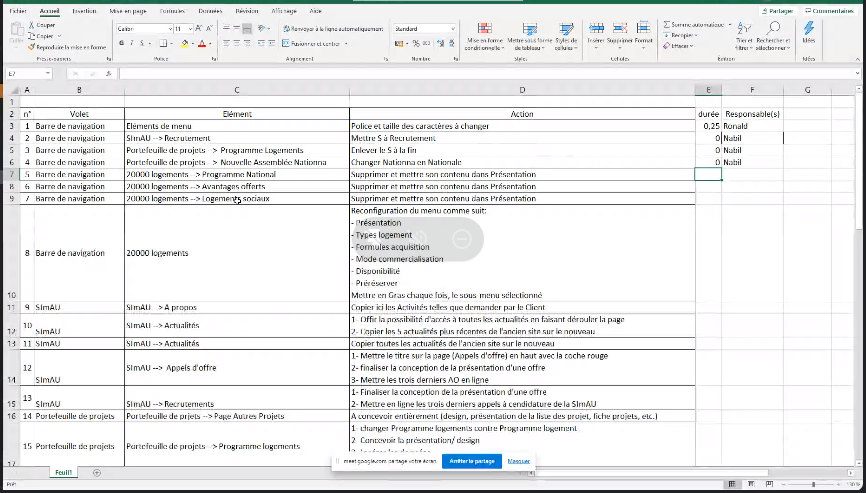 Fichier Accueil Insertion Mise en page Formules Données Révision Affichage Aide Partager Commentaires
Couper
Copier
Reproduire la mise en forme
Coller
Presse-papiers
Calibri 11
Police
Renvoyer à la ligne automatiquement
Fusionner et centrer
Alignement
Standard
Nombre
Mise en forme conditionnelle
Mettre sous forme de tableau
Styles de cellules
Styles
Insérer Supprimer Format
Cellules
Somme automatique
Recopier
Effacer
Trier et filtrer
Rechercher et sélectionner
Édition
Idées
Idées
E7
A B C D E F G H
1
2 n° Volet Elément Action durée Responsable(s)
3 1 Barre de navigation Eléments de menu Police et taille des caractères à changer 0,25 Ronald
4 2 Barre de navigation SImAU --> Recrutement Mettre S à Recrutement 0 Nabil
5 3 Barre de navigation Portefeuille de projets --> Programme Logements Enlever le S à la fin 0 Nabil
6 4 Barre de navigation Portefeuille de projets --> Nouvelle Assemblée Nationna Changer Nationna en Nationale 0 Nabil
7 5 Barre de navigation 20000 logements --> Programme National Supprimer et mettre son contenu dans Présentation
8 6 Barre de navigation 20000 logements --> Avantages offerts Supprimer et mettre son contenu dans Présentation
9 7 Barre de navigation 20000 logements --> Logements sociaux Supprimer et mettre son contenu dans Présentation
10 8 Barre de navigation 20000 logements Reconfiguration du menu comme suit:
- Présentation
- Types logement
- Formules acquisition
- Mode commercialisation
- Disponibilité
- Préréserver
Mettre en Gras chaque fois, le sous-menu sélectionné
11 9 SImAU SImAU --> A propos Copier ici les Activités telles que demander par le Client
12 10 SImAU SImAU --> Actualités 1- Offir la possibilité d'accès à toutes les actualités en faisant dérouler la page
2- Copier les 5 actualités plus récentes de l'ancien site sur le nouveau
13 11 SImAU SImAU --> Actualités Copier toutes les actualités de l'ancien site sur le nouveau
14 12 SImAU SImAU --> Appels d'offre 1- Mettre le titre sur la page (Appels d'offre) en haut avec la coche rouge
2- finaliser la conception de la présentation d'une offre
3- Mettre les trois derniers AO en ligne
15 13 SImAU SImAU --> Recrutements 1- Finaliser la conception de la présentation d'une offre
2- Mettre en ligne les trois derniers appels à candidature de la SImAU
16 14 Portefeuille de projets Portefeuille de prjets --> Page Autres Projets A concevoir entièrement (design, présentation de la liste des projet, fiche projets, etc.)
17 15 Portefeuille de projets Portefeuille de projets --> Programme logements 1- changer Programme logements contre Programme logement
2 Concevoir la présentation/ design
meet.google.com partage votre écran. Arrêter le partage Masquer
Feuil1
Prêt